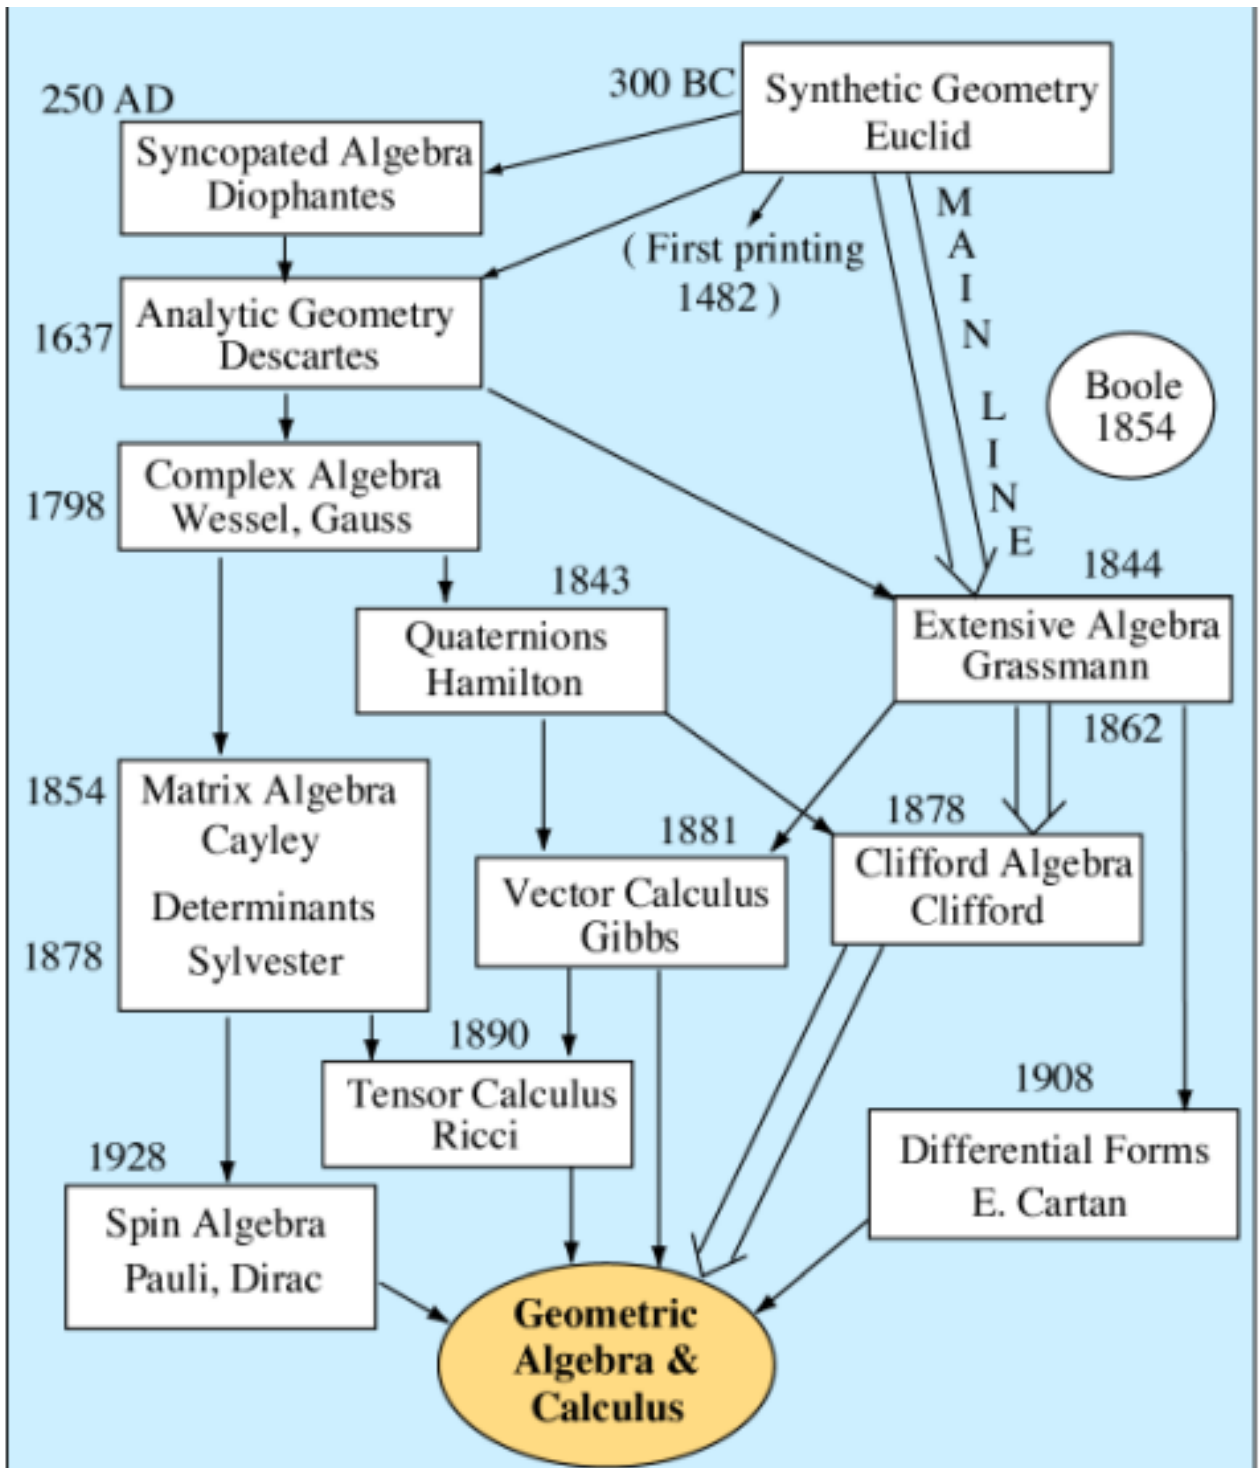 300 BC
Synthetic Geometry
Euclid
250 AD
Syncopated Algebra
Diophantes
( First printing
1482 )
MAIN LINE
1637
Analytic Geometry
Descartes
Boole
1854
1798
Complex Algebra
Wessel, Gauss
1843
Quaternions
Hamilton
1844
Extensive Algebra
Grassmann
1862
1854
Matrix Algebra
Cayley
Determinants
1878
Sylvester
1881
Vector Calculus
Gibbs
1878
Clifford Algebra
Clifford
1890
Tensor Calculus
Ricci
1908
Differential Forms
E. Cartan
1928
Spin Algebra
Pauli, Dirac
Geometric
Algebra &
Calculus